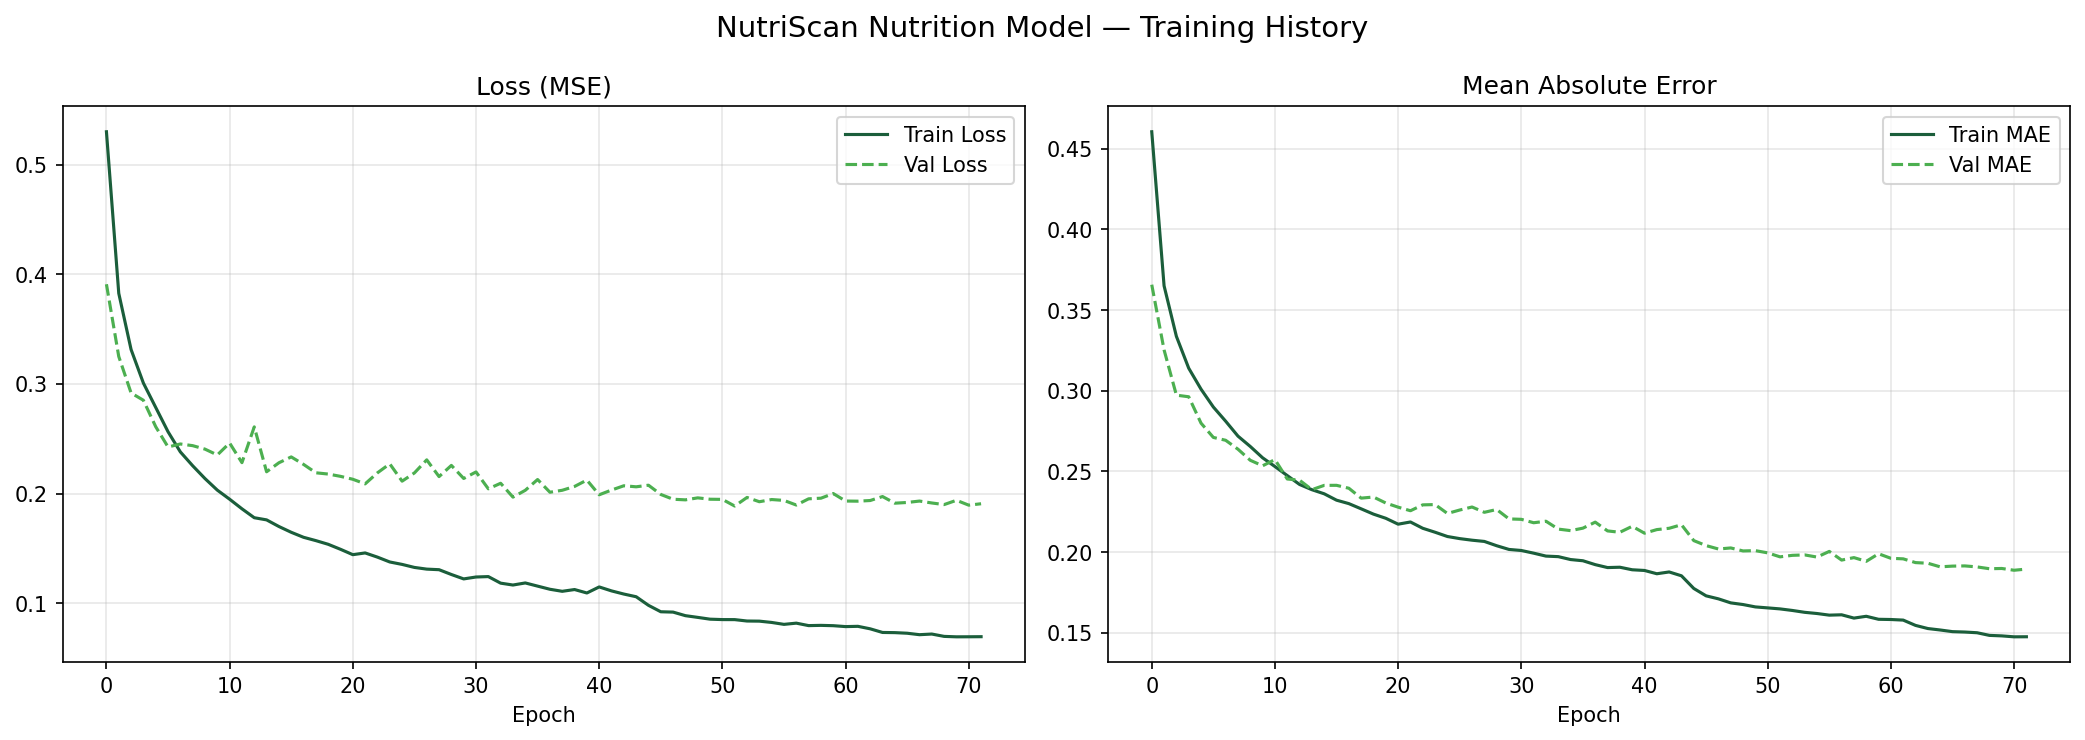 NutriScan Nutrition Model — Training History
Loss (MSE)
Train Loss
Val Loss
0.5
0.4
0.3
0.2
0.1
0 10 20 30 40 50 60 70
Epoch
Mean Absolute Error
Train MAE
Val MAE
0.45
0.40
0.35
0.30
0.25
0.20
0.15
0 10 20 30 40 50 60 70
Epoch